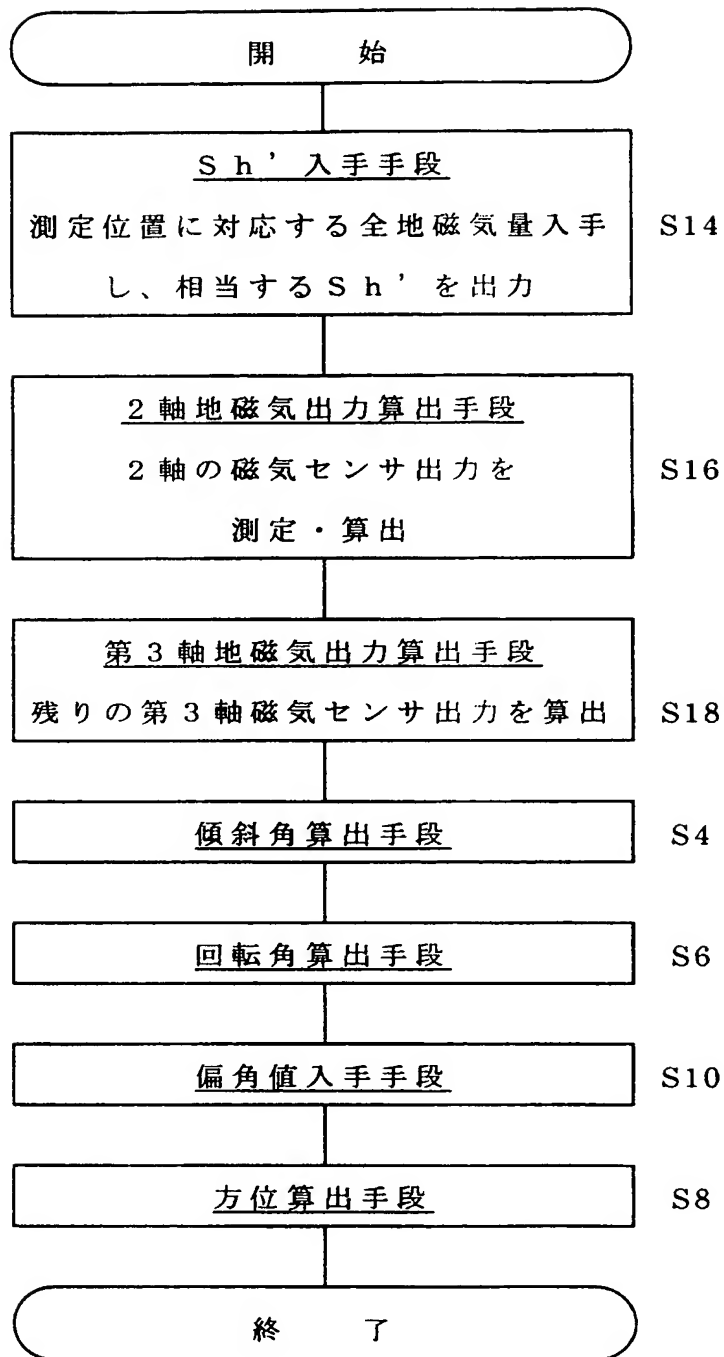 開 始
Sh’入手手段
測定位置に対応する全地磁気量入手
し、相当するSh’を出力
S14
2軸地磁気出力算出手段
2軸の磁気センサ出力を
測定・算出
S16
第3軸地磁気出力算出手段
残りの第3軸磁気センサ出力を算出
S18
傾斜角算出手段
S4
回転角算出手段
S6
偏角値入手手段
S10
方位算出手段
S8
終 了